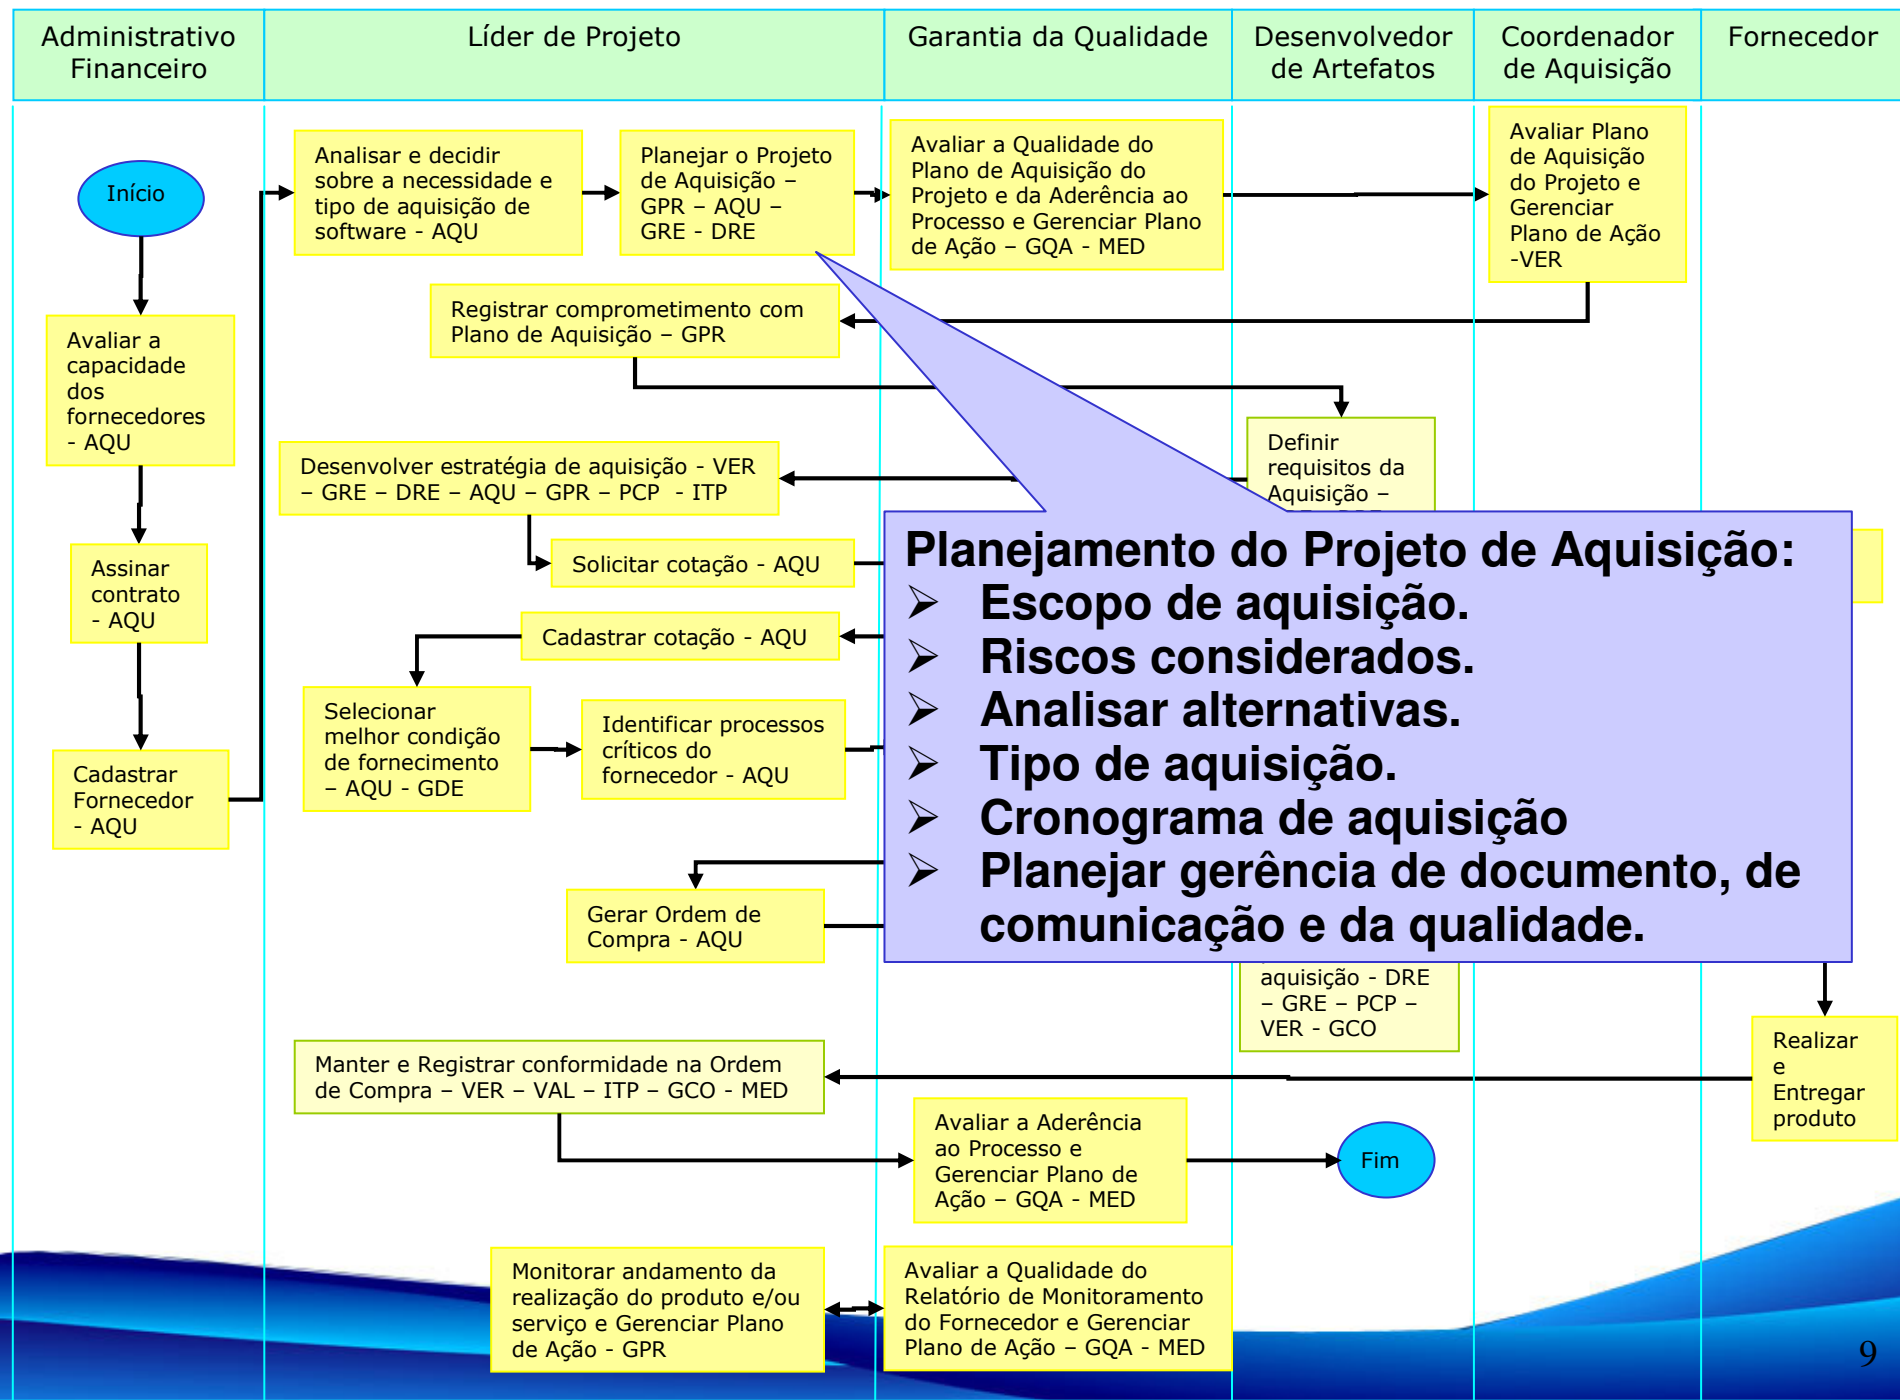 Administrativo
Financeiro
Líder de Projeto
Garantia da Qualidade
Desenvolvedor
de Artefatos
Coordenador
de Aquisição
Fornecedor
Início
Analisar e decidir
sobre a necessidade e
tipo de aquisição de
software - AQU
Planejar o Projeto
de Aquisição –
GPR – AQU –
GRE - DRE
Avaliar a Qualidade do
Plano de Aquisição do
Projeto e da Aderência ao
Processo e Gerenciar Plano
de Ação – GQA - MED
Avaliar Plano
de Aquisição
do Projeto e
Gerenciar
Plano de Ação
-VER
Registrar comprometimento com
Plano de Aquisição – GPR
Avaliar a
capacidade
dos
fornecedores
- AQU
Definir
requisitos da
Aquisição –
Desenvolver estratégia de aquisição - VER
– GRE – DRE – AQU – GPR – PCP  - ITP
Assinar
contrato
- AQU
Solicitar cotação - AQU
Cadastrar cotação - AQU
Selecionar
melhor condição
de fornecimento
– AQU - GDE
Identificar processos
críticos do
fornecedor - AQU
Cadastrar
Fornecedor
- AQU
Planejamento do Projeto de Aquisição:
➢ Escopo de aquisição.
➢ Riscos considerados.
➢ Analisar alternativas.
➢ Tipo de aquisição.
➢ Cronograma de aquisição
➢ Planejar gerência de documento, de
comunicação e da qualidade.
Gerar Ordem de
Compra - AQU
aquisição - DRE
– GRE – PCP –
VER - GCO
Realizar
e
Entregar
produto
Manter e Registrar conformidade na Ordem
de Compra – VER – VAL – ITP – GCO - MED
Avaliar a Aderência
ao Processo e
Gerenciar Plano de
Ação – GQA - MED
Fim
Monitorar andamento da
realização do produto e/ou
serviço e Gerenciar Plano
de Ação - GPR
Avaliar a Qualidade do
Relatório de Monitoramento
do Fornecedor e Gerenciar
Plano de Ação – GQA - MED
9